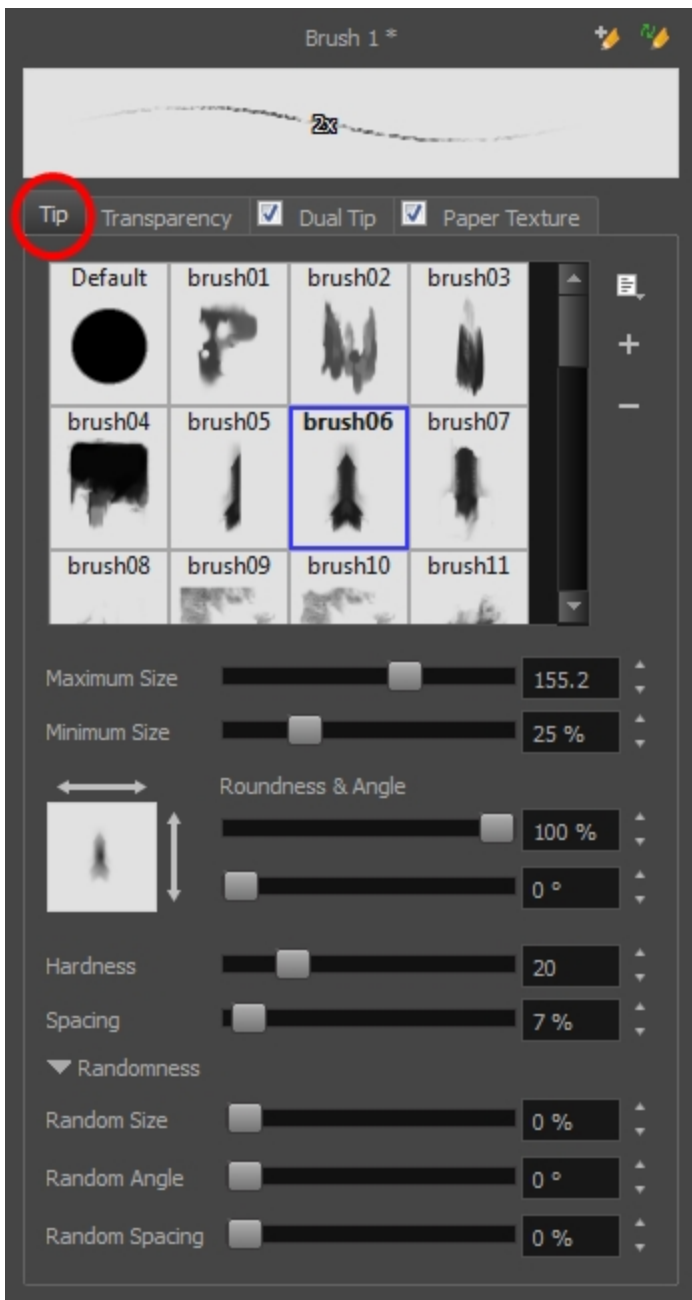 Brush 1 *
2x
Tip Transparency Dual Tip Paper Texture
Default brush01 brush02 brush03
brush04 brush05 brush06 brush07
brush08 brush09 brush10 brush11
Maximum Size 155.2
Minimum Size 25 %
Roundness & Angle
100 %
0 °
Hardness 20
Spacing 7 %
Randomness
Random Size 0 %
Random Angle 0 °
Random Spacing 0 %